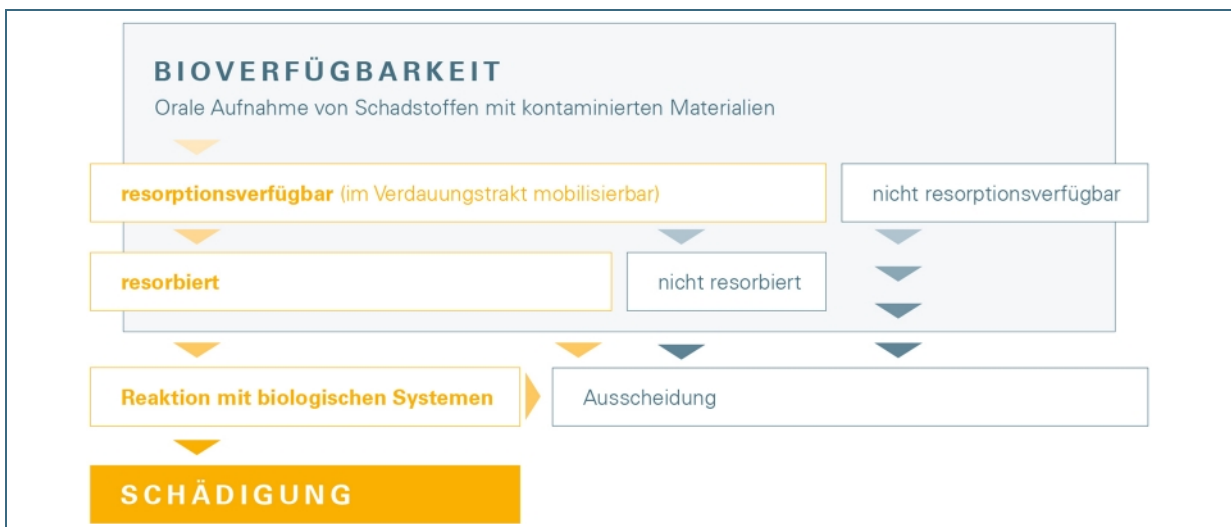 BIOVERFÜGBARKEIT
Orale Aufnahme von Schadstoffen mit kontaminierten Materialien
resorptionsverfügbar (im Verdauungstrakt mobilisierbar)
nicht resorptionsverfügbar
resorbiert
nicht resorbiert
Reaktion mit biologischen Systemen
Ausscheidung
SCHÄDIGUNG